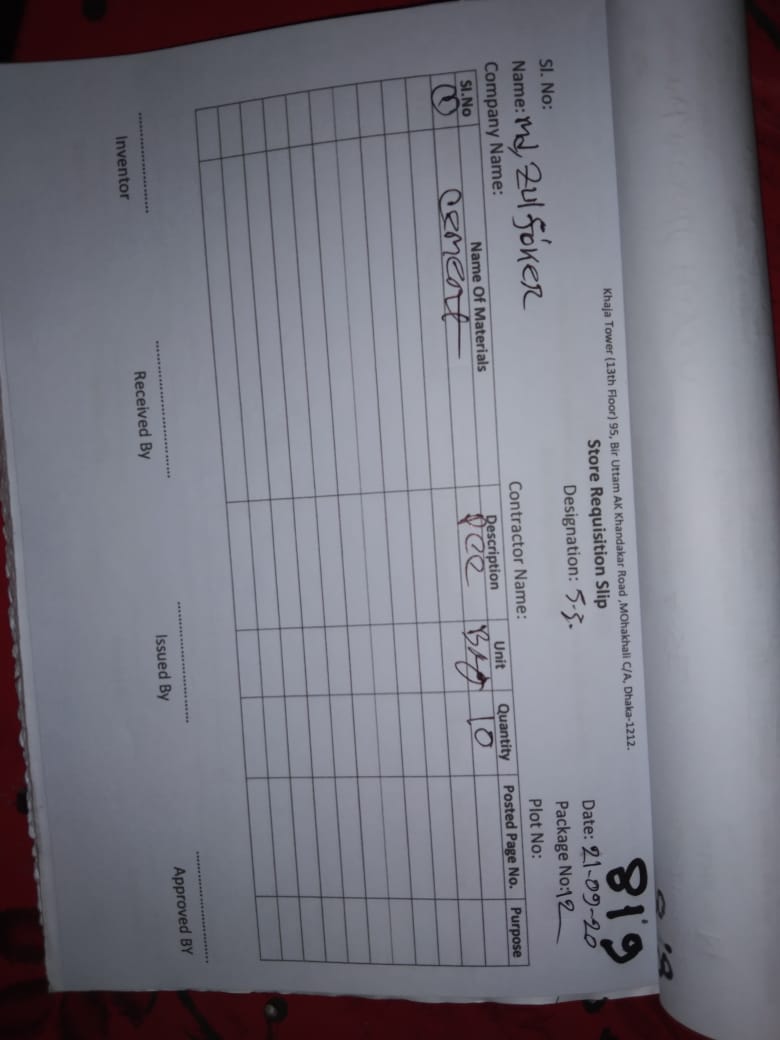 819
Khaja Tower (13th Floor) 95, Bir Uttam AK Khandakar Road ,MOhakhali C/A, Dhaka-1212.
Store Requisition Slip
Sl. No: Date: 21-09-20
Name: Md, Zulfiker Designation: S.S. Package No:12
Company Name: Contractor Name: Plot No:
Sl.No Name Of Materials Description Unit Quantity Posted Page No. Purpose
1 Cement PCC Bag 10
Inventor Received By Issued By Approved BY